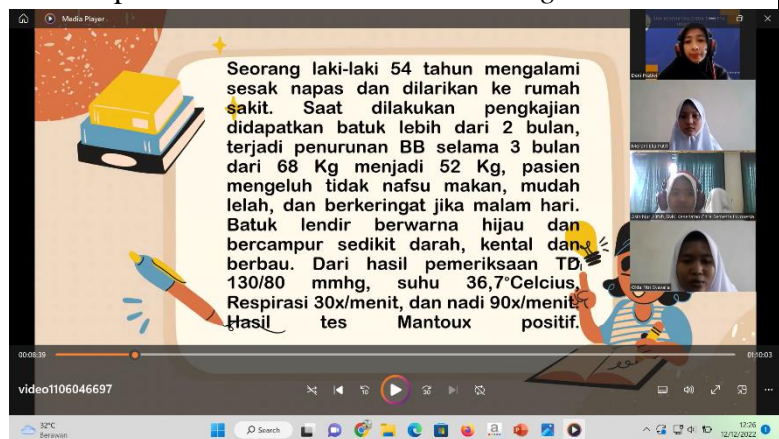 Media Player
Seorang laki-laki 54 tahun mengalami
sesak napas dan dilarikan ke rumah
sakit. Saat dilakukan pengkajian
didapatkan batuk lebih dari 2 bulan,
terjadi penurunan BB selama 3 bulan
dari 68 Kg menjadi 52 Kg, pasien
mengeluh tidak nafsu makan, mudah
lelah, dan berkeringat jika malam hari.
Batuk lendir berwarna hijau dan
bercampur sedikit darah, kental dan
berbau. Dari hasil pemeriksaan TD
130/80 mmhg, suhu 36,7°Celcius,
Respirasi 30x/menit, dan nadi 90x/menit.
Hasil tes Mantoux positif.
00:08:39
01:10:03
video1106046697
10
30
32°C
Berawan
Search
12:26
12/12/2022